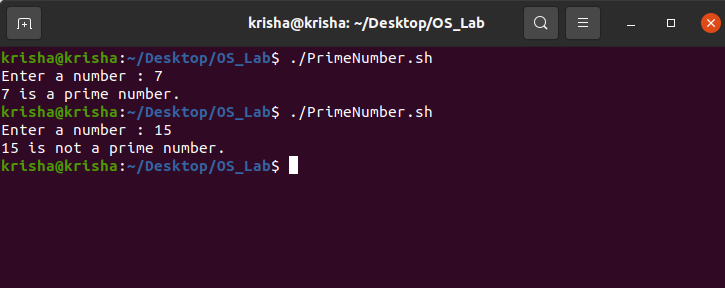 krisha@krisha: ~/Desktop/OS_Lab
krisha@krisha:~/Desktop/OS_Lab$ ./PrimeNumber.sh
Enter a number : 7
7 is a prime number.
krisha@krisha:~/Desktop/OS_Lab$ ./PrimeNumber.sh
Enter a number : 15
15 is not a prime number.
krisha@krisha:~/Desktop/OS_Lab$